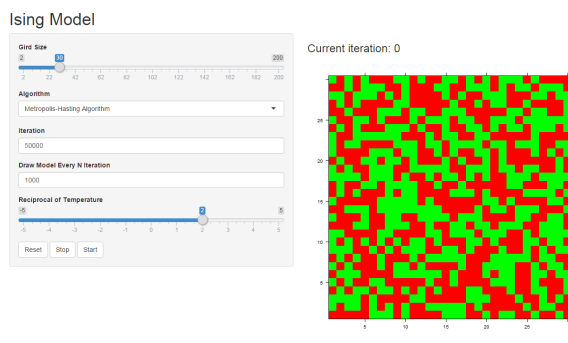 Ising Model
Gird Size
2 30 200
2 22 42 62 82 102 122 142 162 182 200
Algorithm
Metropolis-Hasting Algorithm
Iteration
50000
Draw Model Every N Iteration
1000
Reciprocal of Temperature
-5 2 5
-5 -4 -3 -2 -1 0 1 2 3 4 5
Reset Stop Start
Current iteration: 0
25
20
15
10
5
5 10 15 20 25